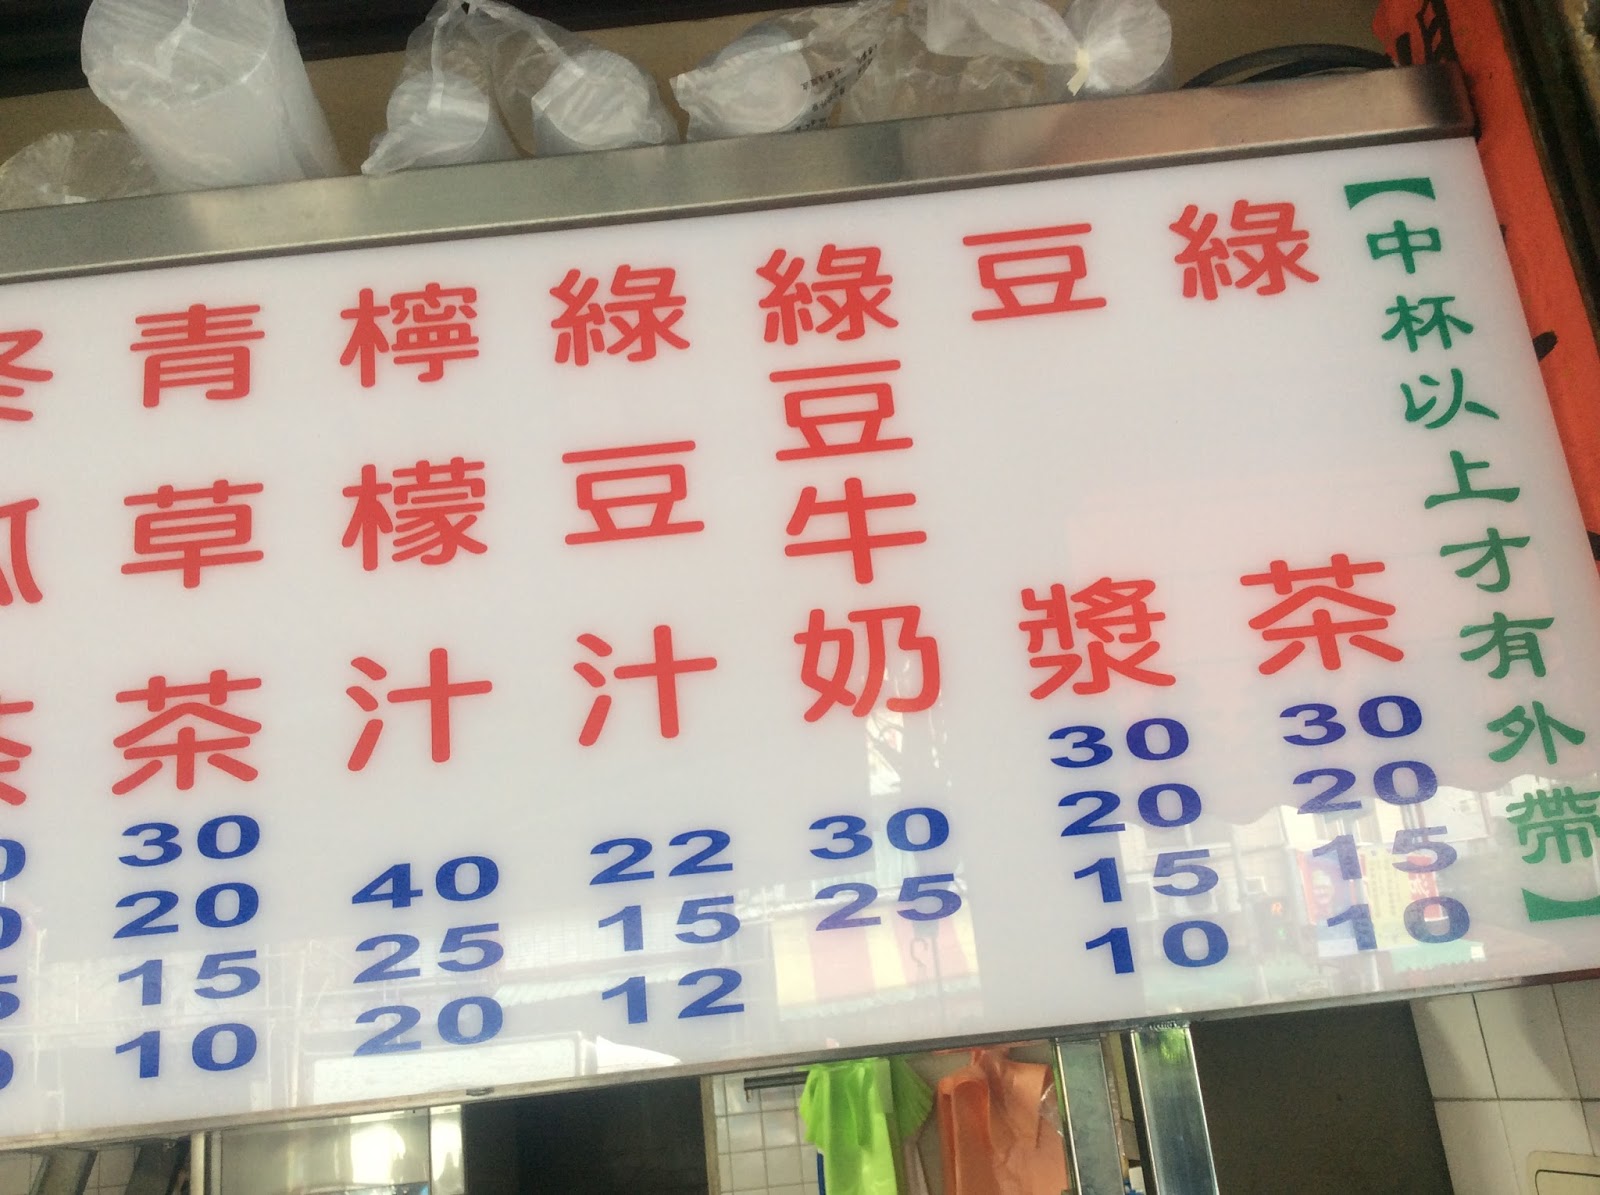 【中杯以上才有外帶】
綠茶 30 20 15 10
豆漿 30 20 15 10
綠豆牛奶 30 25
綠豆汁 22 15 12
檸檬汁 40 25 20
青草茶 30 20 15 10